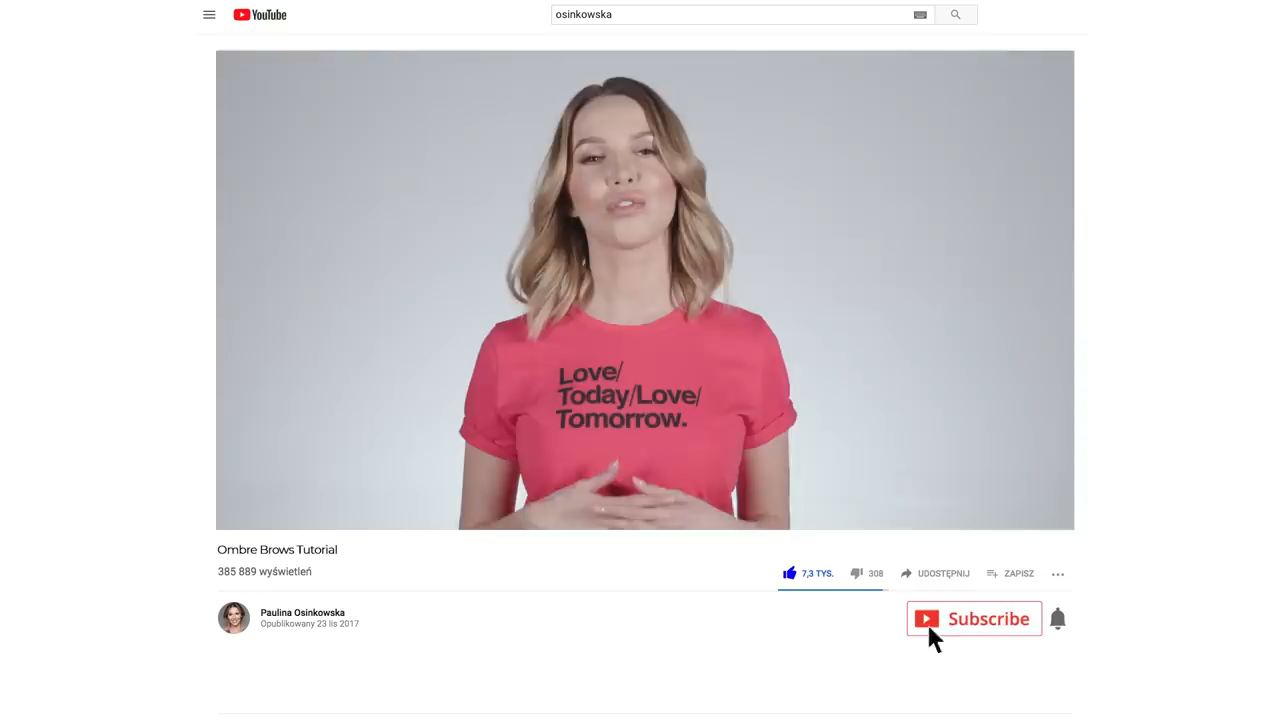 YouTube
osinkowska
Love/
Today/Love/
Tomorrow.
Ombre Brows Tutorial
385 889 wyświetleń
7,3 TYS.
308
UDOSTĘPNIJ
ZAPISZ
Paulina Osinkowska
Opublikowany 23 lis 2017
Subscribe